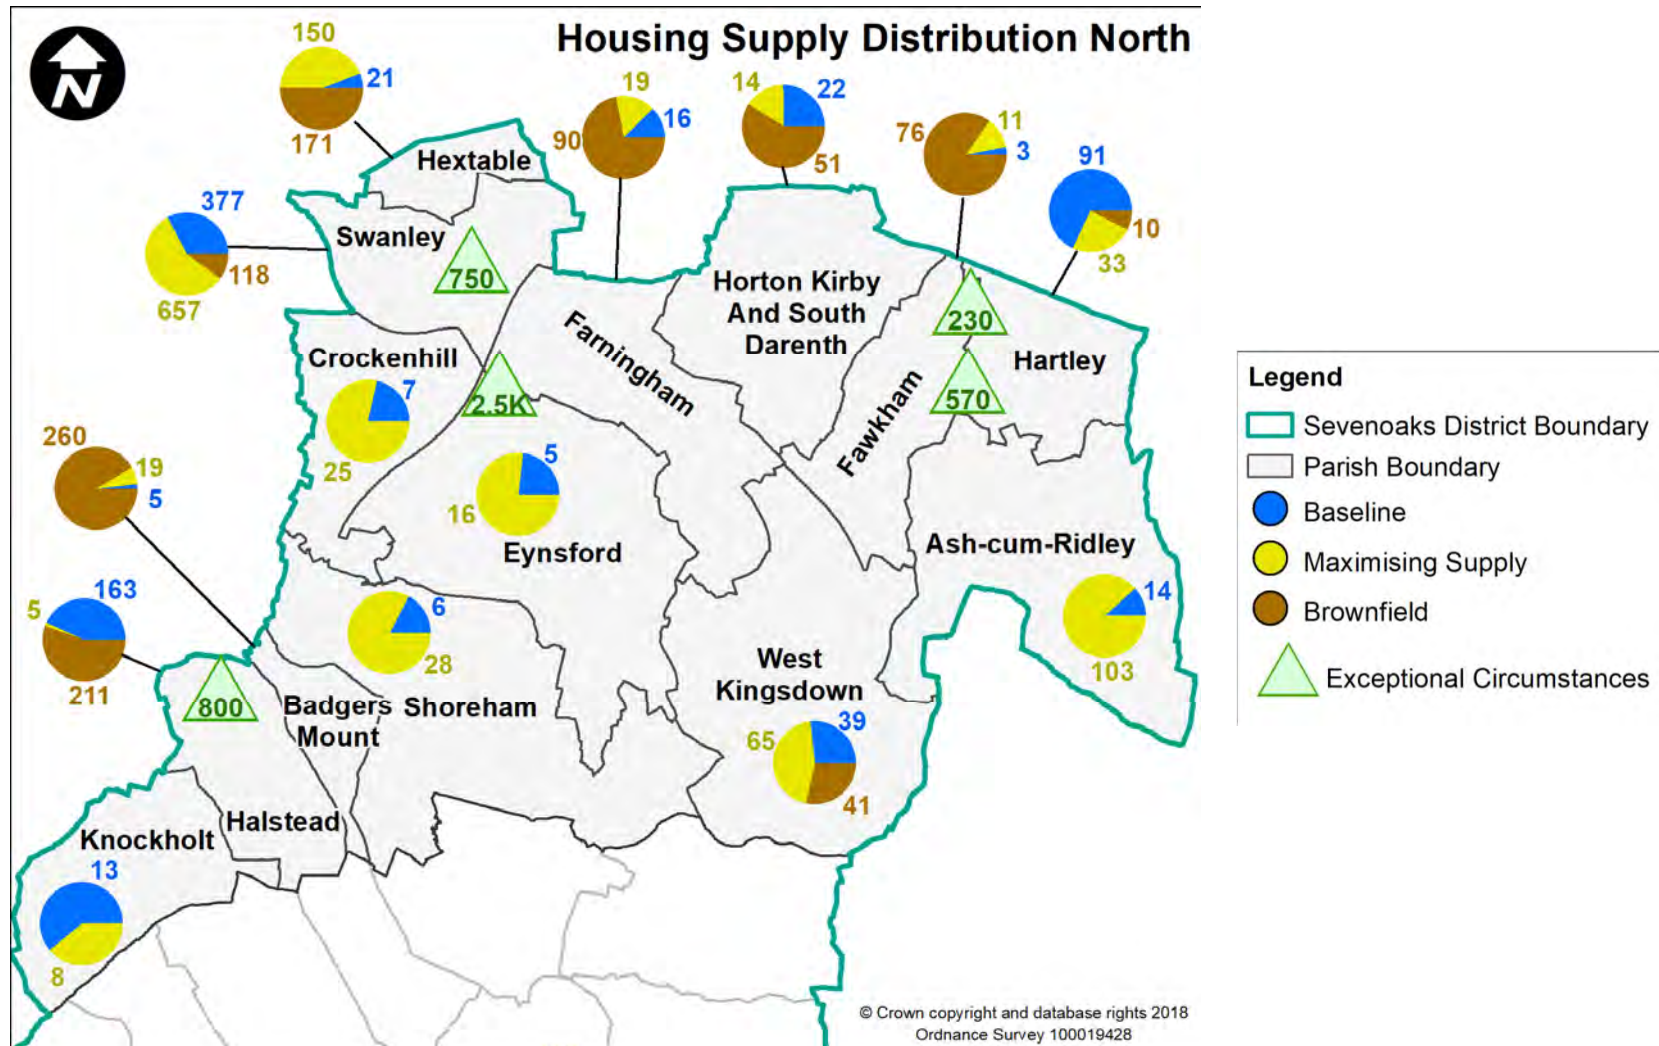 Housing Supply Distribution North
N
150
21
171
19
16
90
14
22
51
76
11
3
91
10
33
Hextable
377
118
657
Swanley
750
Horton Kirby
And South
Darenth
230
Hartley
570
Farningham
Fawkham
Crockenhill
7
25
2.5K
260
19
5
5
16
Eynsford
Ash-cum-Ridley
14
103
163
5
211
6
28
West
Kingsdown
39
65
41
800
Badgers
Mount
Shoreham
Halstead
Knockholt
13
8
© Crown copyright and database rights 2018
Ordnance Survey 100019428
Legend
Sevenoaks District Boundary
Parish Boundary
Baseline
Maximising Supply
Brownfield
Exceptional Circumstances